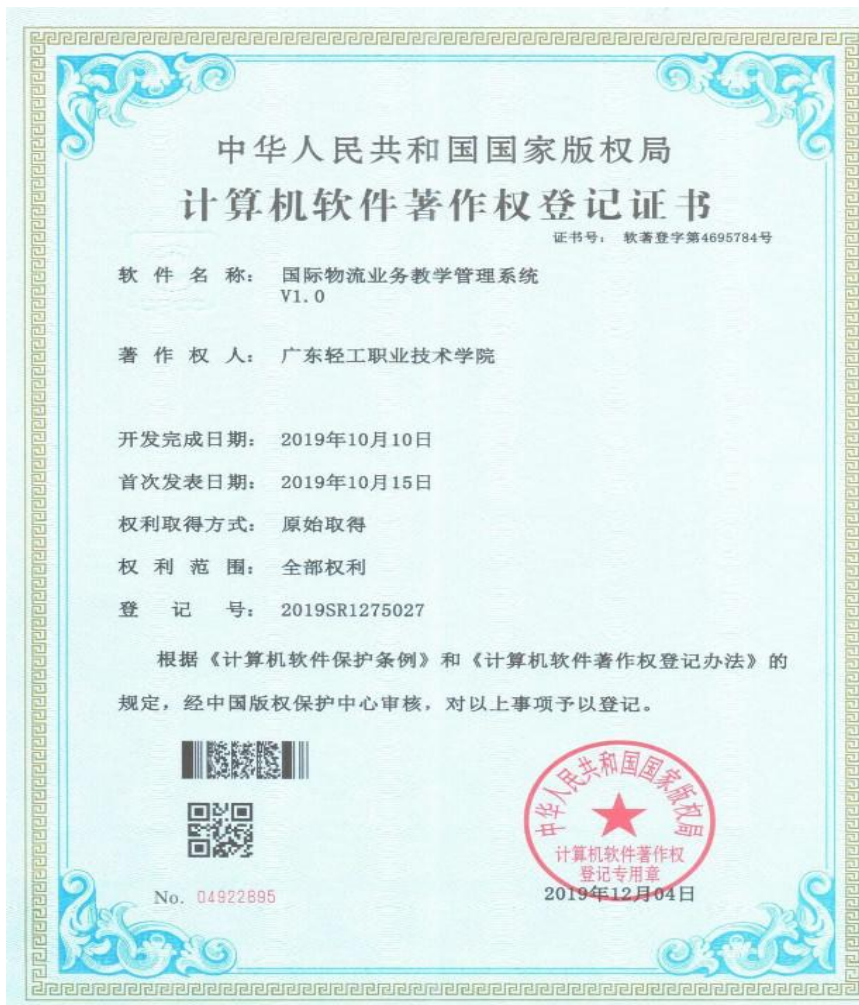 中华人民共和国国家版权局
计算机软件著作权登记证书
证书号： 软著登字第4695784号
软件名称： 国际物流业务教学管理系统
V1.0
著作权人： 广东轻工职业技术学院
开发完成日期： 2019年10月10日
首次发表日期： 2019年10月15日
权利取得方式： 原始取得
权利范围： 全部权利
登记号： 2019SR1275027
根据《计算机软件保护条例》和《计算机软件著作权登记办法》的
规定，经中国版权保护中心审核，对以上事项予以登记。
中华人民共和国国家版权局
计算机软件著作权
登记专用章
No. 04922895
2019年12月04日